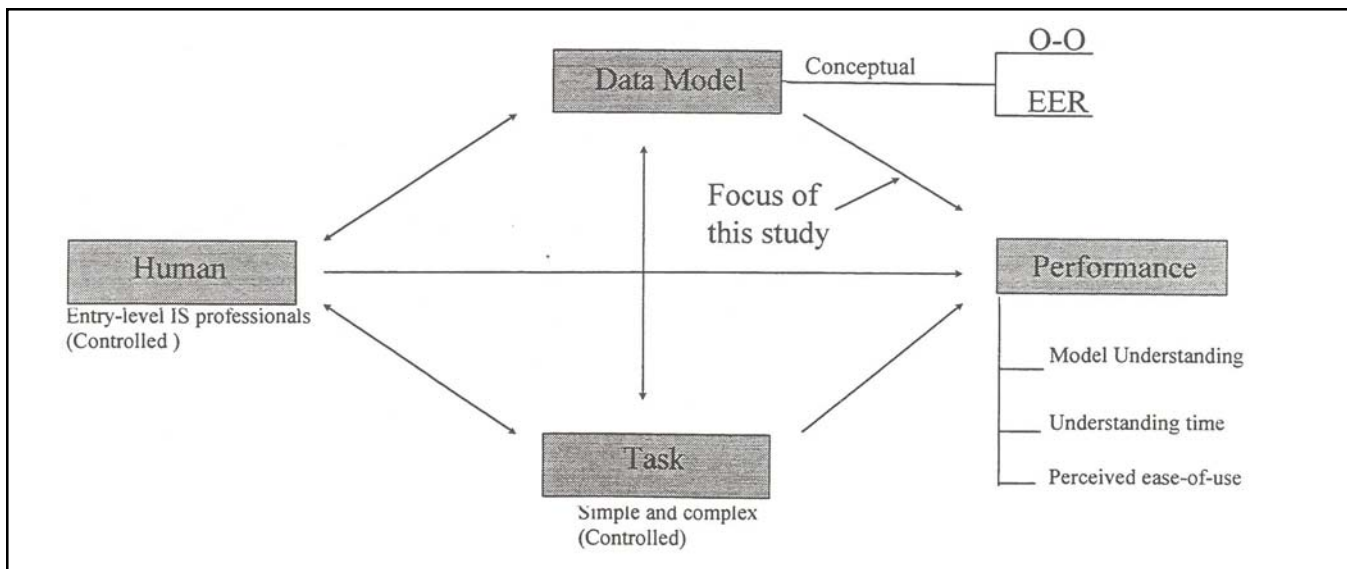 O-O
Data Model
Conceptual
EER
Focus of
this study
Human
Performance
Entry-level IS professionals
(Controlled )
Model Understanding
Understanding time
Task
Perceived ease-of-use
Simple and complex
(Controlled)